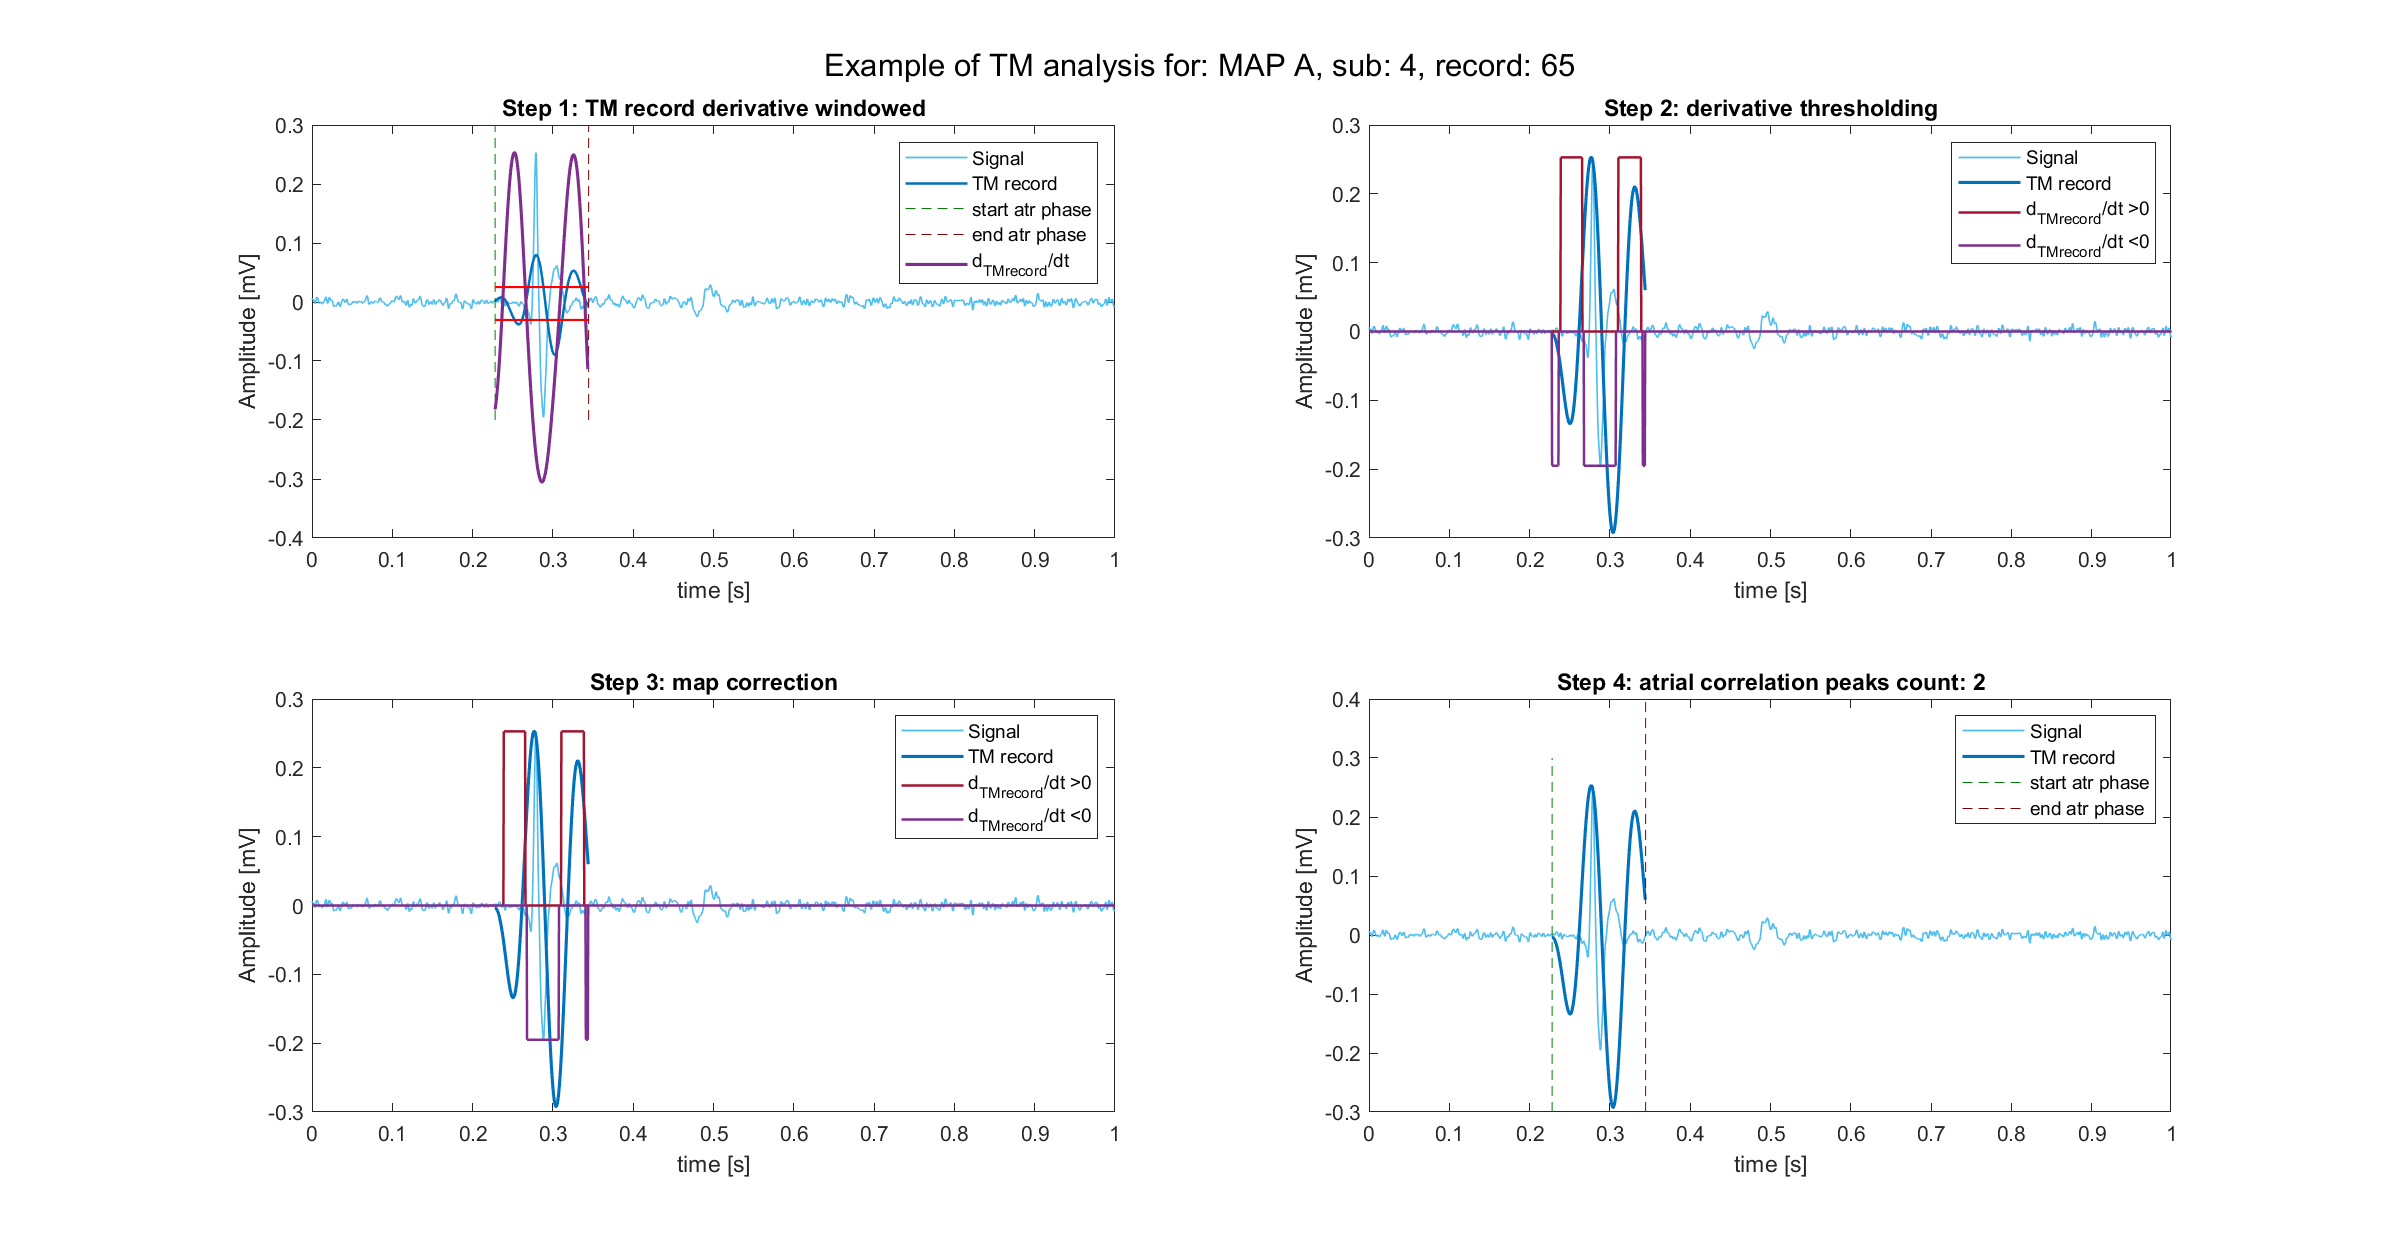 Example of TM analysis for: MAP A, sub: 4, record: 65
Step 1: TM record derivative windowed
0.3
0.2
0.1
0
-0.1
-0.2
-0.3
-0.4
Amplitude [mV]
0 0.1 0.2 0.3 0.4 0.5 0.6 0.7 0.8 0.9 1
time [s]
Signal
TM record
start atr phase
end atr phase
d_TMrecord/dt
Step 2: derivative thresholding
0.3
0.2
0.1
0
-0.1
-0.2
-0.3
Amplitude [mV]
0 0.1 0.2 0.3 0.4 0.5 0.6 0.7 0.8 0.9 1
time [s]
Signal
TM record
d_TMrecord/dt >0
d_TMrecord/dt <0
Step 3: map correction
0.3
0.2
0.1
0
-0.1
-0.2
-0.3
Amplitude [mV]
0 0.1 0.2 0.3 0.4 0.5 0.6 0.7 0.8 0.9 1
time [s]
Signal
TM record
d_TMrecord/dt >0
d_TMrecord/dt <0
Step 4: atrial correlation peaks count: 2
0.4
0.3
0.2
0.1
0
-0.1
-0.2
-0.3
Amplitude [mV]
0 0.1 0.2 0.3 0.4 0.5 0.6 0.7 0.8 0.9 1
time [s]
Signal
TM record
start atr phase
end atr phase